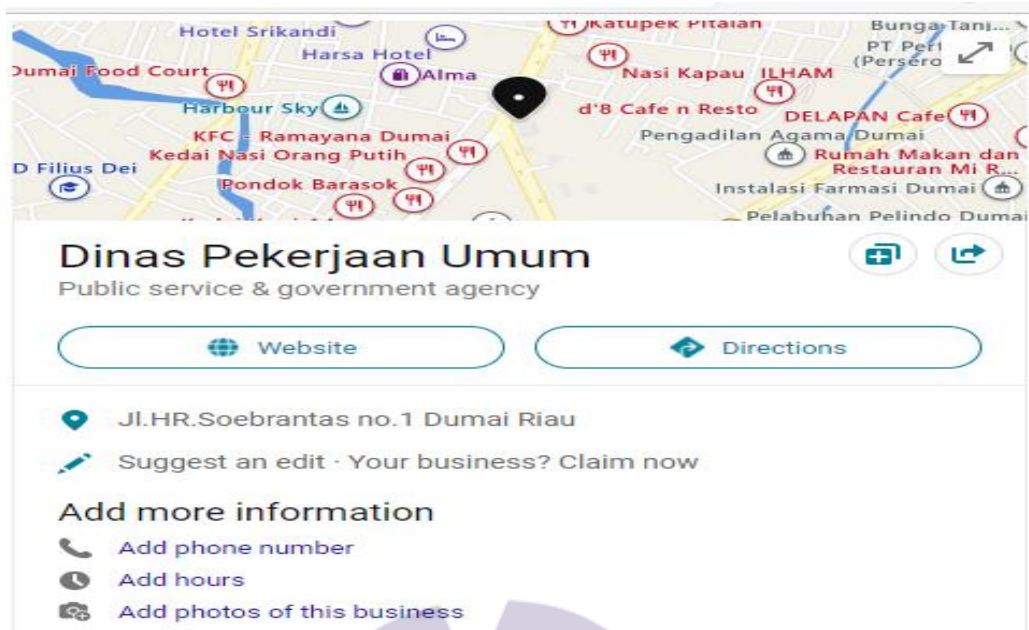 Hotel Srikandi
Katupek Pitalah
Bunga Tanj...
Harsa Hotel
PT Pert
(Persero
Dumai Food Court
Alma
Nasi Kapau ILHAM
Harbour Sky
d'8 Cafe n Resto
DELAPAN Cafe
KFC - Ramayana Dumai
Pengadilan Agama Dumai
Kedai Nasi Orang Putih
Rumah Makan dan
Restauran Mi R...
D Filius Dei
Pondok Barasok
Instalasi Farmasi Dumai
Pelabuhan Pelindo Dumai
Dinas Pekerjaan Umum
Public service & government agency
Website
Directions
Jl.HR.Soebrantas no.1 Dumai Riau
Suggest an edit · Your business? Claim now
Add more information
Add phone number
Add hours
Add photos of this business